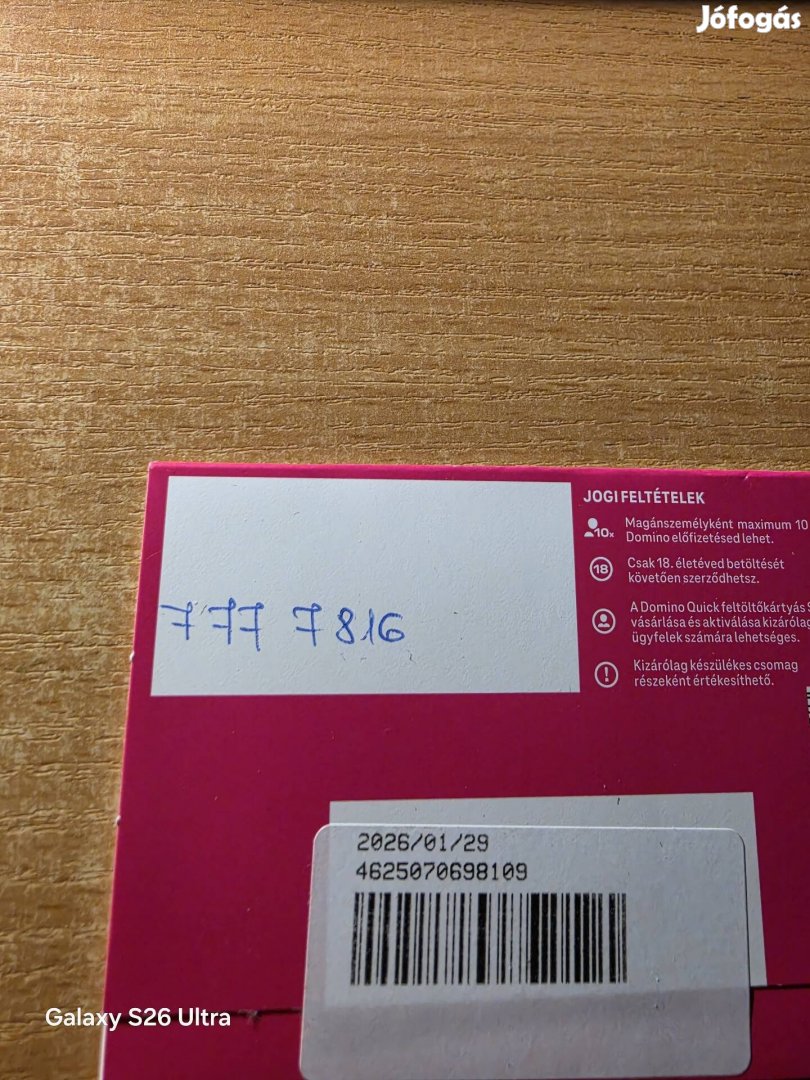 Jófogás
JOGI FELTÉTELEK
10x
Magánszemélyként maximum 10
Domino előfizetésed lehet.
18
Csak 18. életéved betöltését
követően szerződhetsz.
A Domino Quick feltöltőkártyás
vásárlása és aktiválása kizárólag
ügyfelek számára lehetséges.
!
Kizárólag készülékes csomag
részeként értékesíthető.
777 7816
2026/01/29
4625070698109
Galaxy S26 Ultra